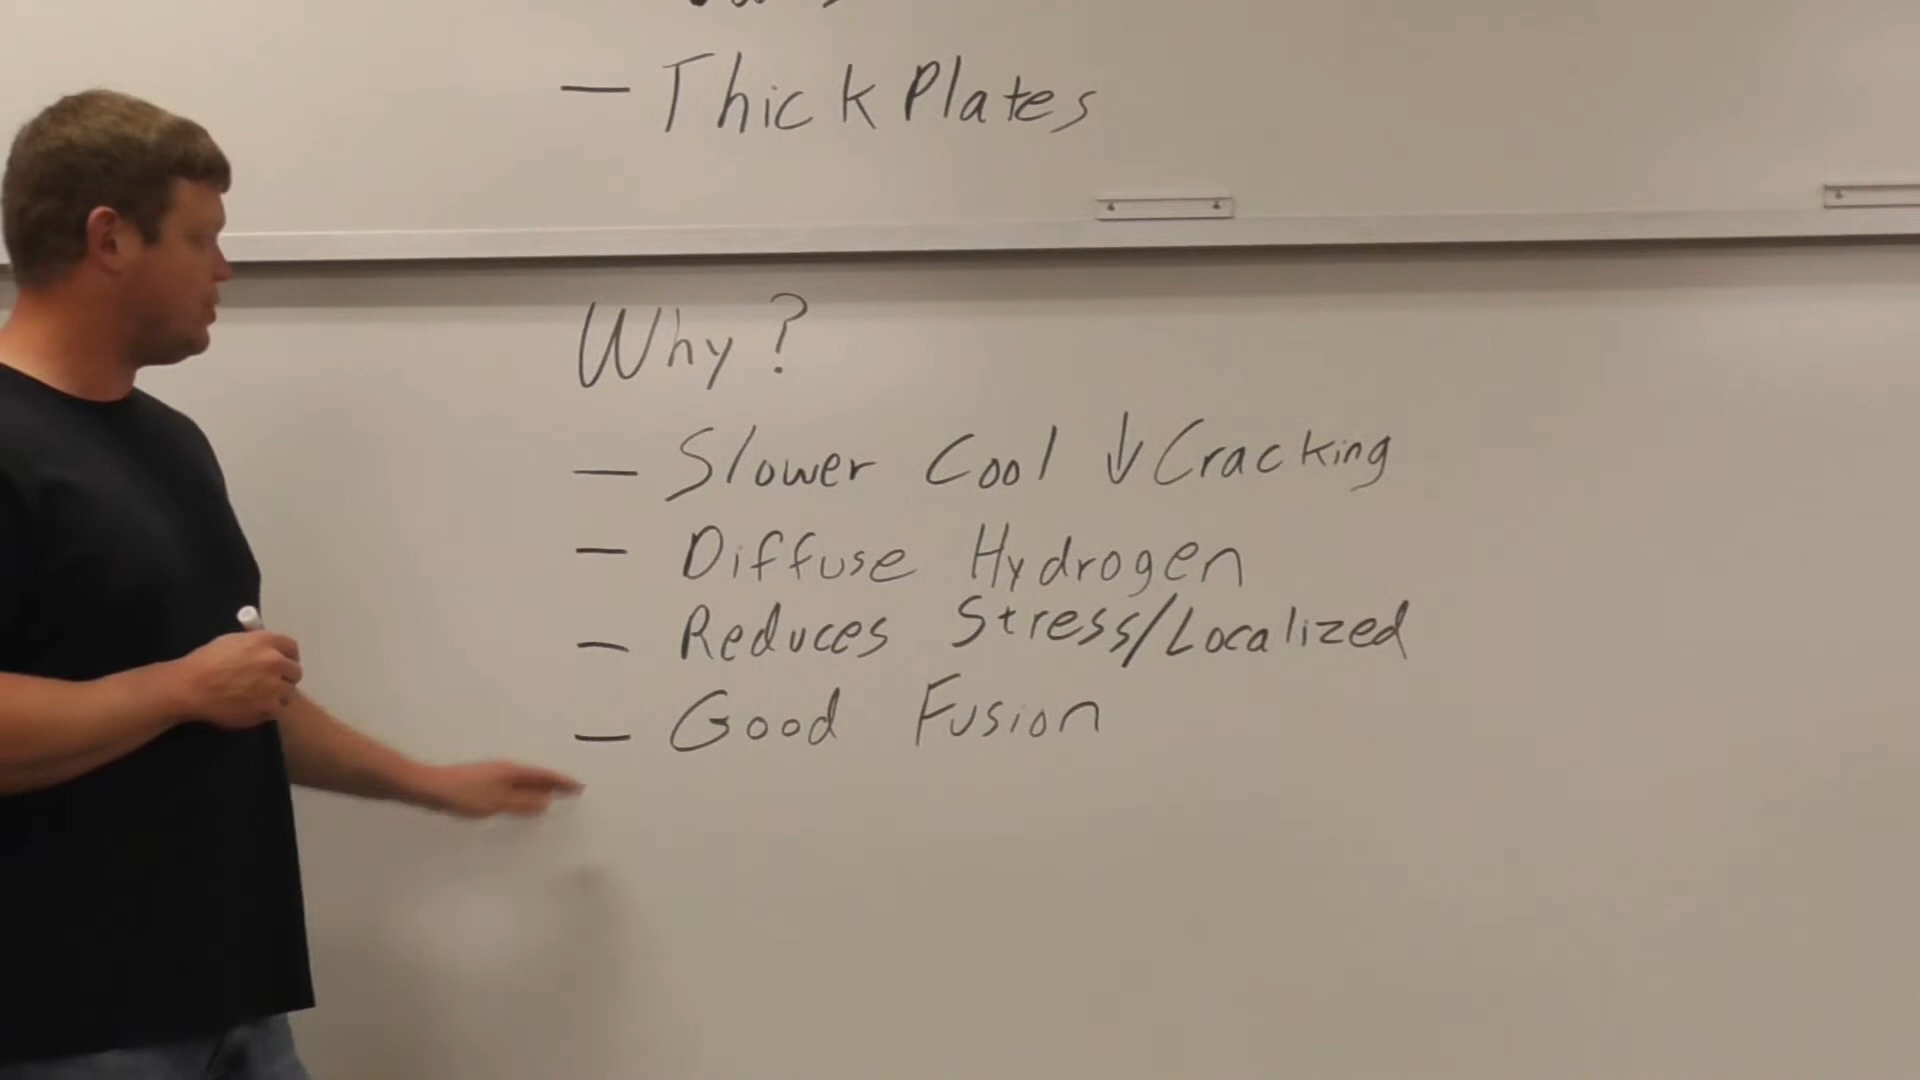 — Thick Plates
Why?
— Slower Cool ↓ Cracking
— Diffuse Hydrogen
— Reduces Stress/Localized
— Good Fusion